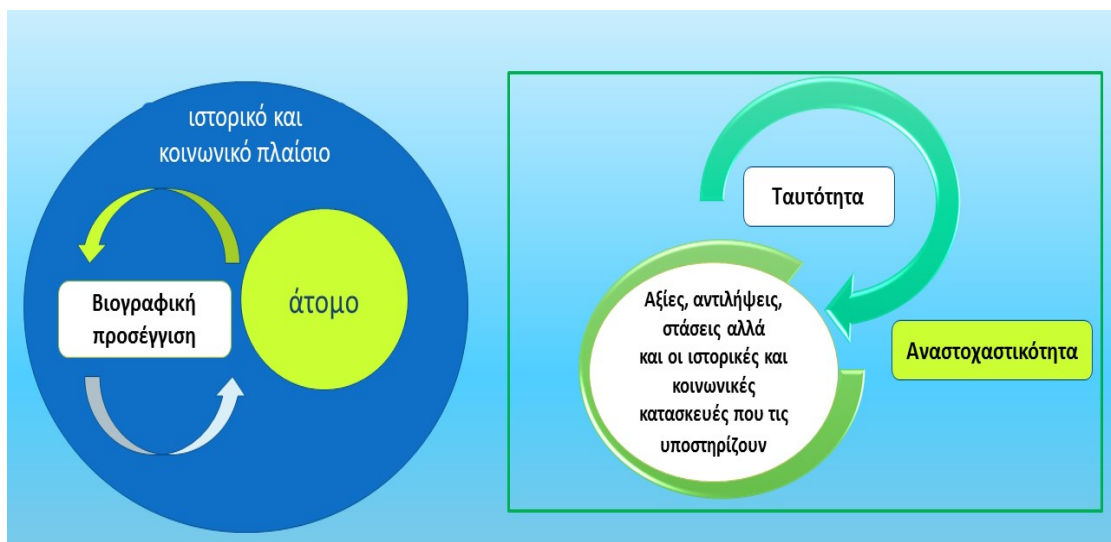 ιστορικό και
κοινωνικό πλαίσιο
Βιογραφική
προσέγγιση
άτομο
Ταυτότητα
Αξίες, αντιλήψεις,
στάσεις αλλά
και οι ιστορικές και
κοινωνικές
κατασκευές που τις
υποστηρίζουν
Αναστοχαστικότητα